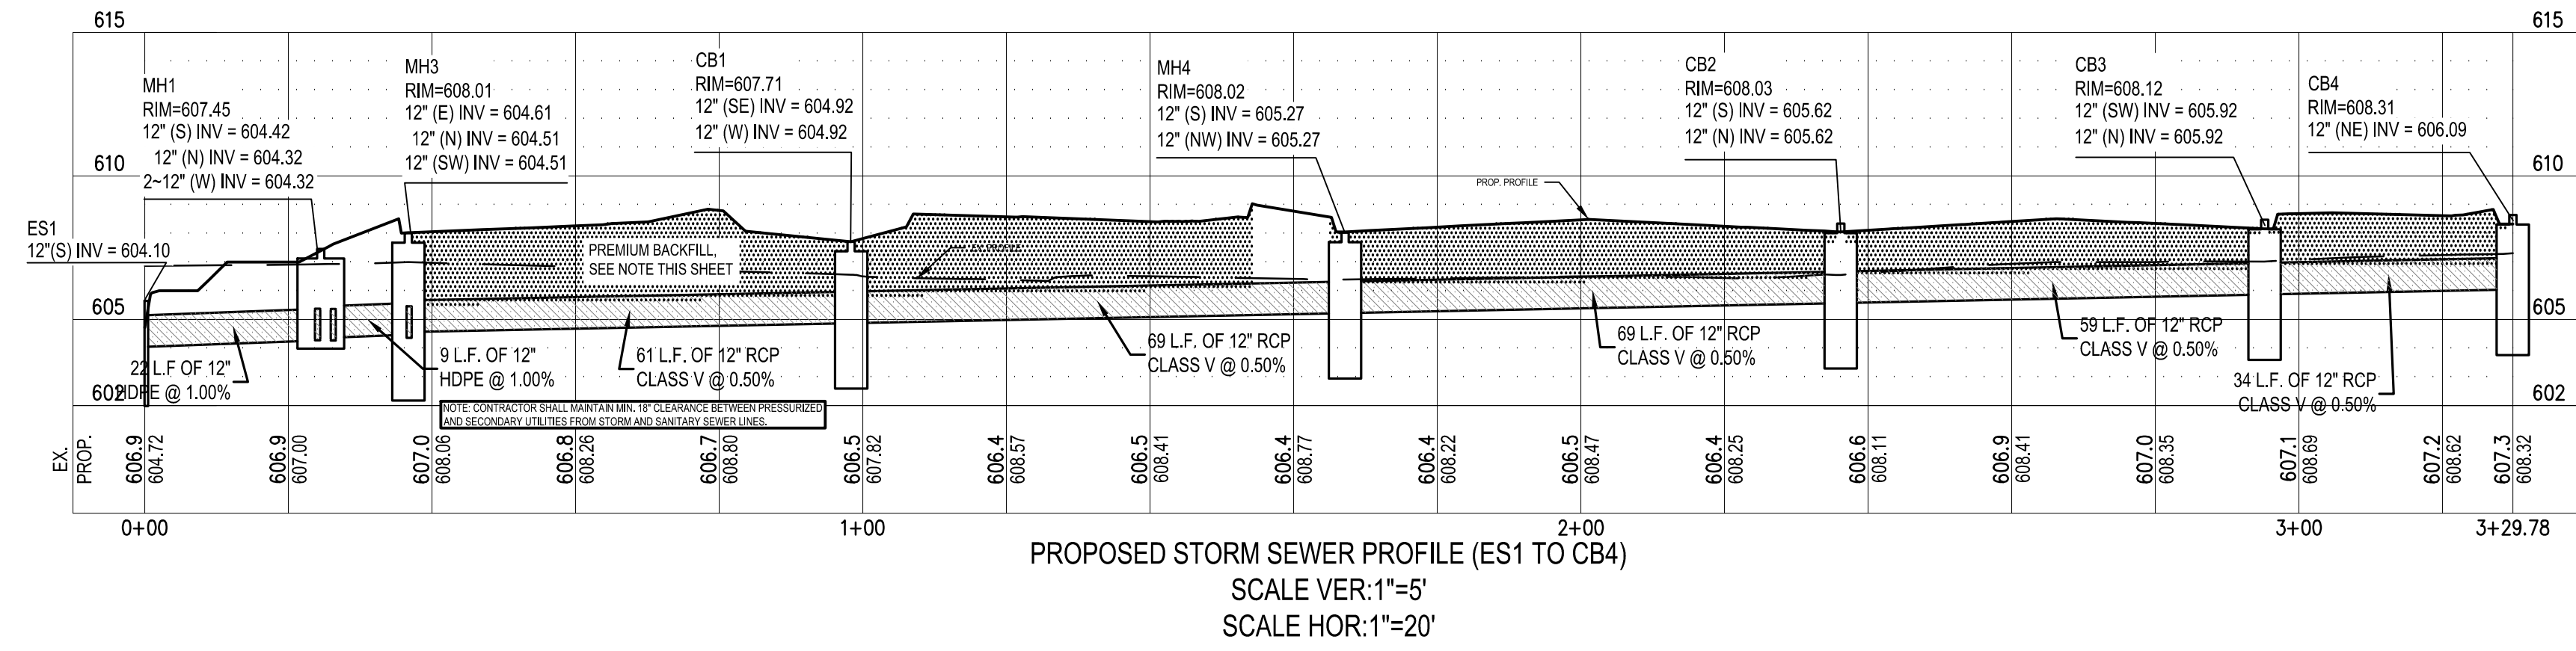 615
615
MH1
RIM=607.45
12" (S) INV = 604.42
12" (N) INV = 604.32
2~12" (W) INV = 604.32
MH3
RIM=608.01
12" (E) INV = 604.61
12" (N) INV = 604.51
12" (SW) INV = 604.51
CB1
RIM=607.71
12" (SE) INV = 604.92
12" (W) INV = 604.92
MH4
RIM=608.02
12" (S) INV = 605.27
12" (NW) INV = 605.27
CB2
RIM=608.03
12" (S) INV = 605.62
12" (N) INV = 605.62
CB3
RIM=608.12
12" (SW) INV = 605.92
12" (N) INV = 605.92
CB4
RIM=608.31
12" (NE) INV = 606.09
610
610
PROP. PROFILE
ES1
12"(S) INV = 604.10
PREMIUM BACKFILL,
SEE NOTE THIS SHEET
EX. PROFILE
605
605
22 L.F OF 12"
HDPE @ 1.00%
9 L.F. OF 12"
HDPE @ 1.00%
61 L.F. OF 12" RCP
CLASS V @ 0.50%
69 L.F. OF 12" RCP
CLASS V @ 0.50%
69 L.F. OF 12" RCP
CLASS V @ 0.50%
59 L.F. OF 12" RCP
CLASS V @ 0.50%
34 L.F. OF 12" RCP
CLASS V @ 0.50%
602
602
NOTE: CONTRACTOR SHALL MAINTAIN MIN. 18" CLEARANCE BETWEEN PRESSURIZED
AND SECONDARY UTILITIES FROM STORM AND SANITARY SEWER LINES.
EX.
PROP.
606.9
604.72
606.9
607.00
607.0
608.06
606.8
608.26
606.7
608.80
606.5
607.82
606.4
608.57
606.5
608.41
606.4
608.77
606.4
608.22
606.5
608.47
606.4
608.25
606.6
608.11
606.9
608.41
607.0
608.35
607.1
608.69
607.2
608.62
607.3
608.32
0+00
1+00
2+00
3+00
3+29.78
PROPOSED STORM SEWER PROFILE (ES1 TO CB4)
SCALE VER:1"=5'
SCALE HOR:1"=20'